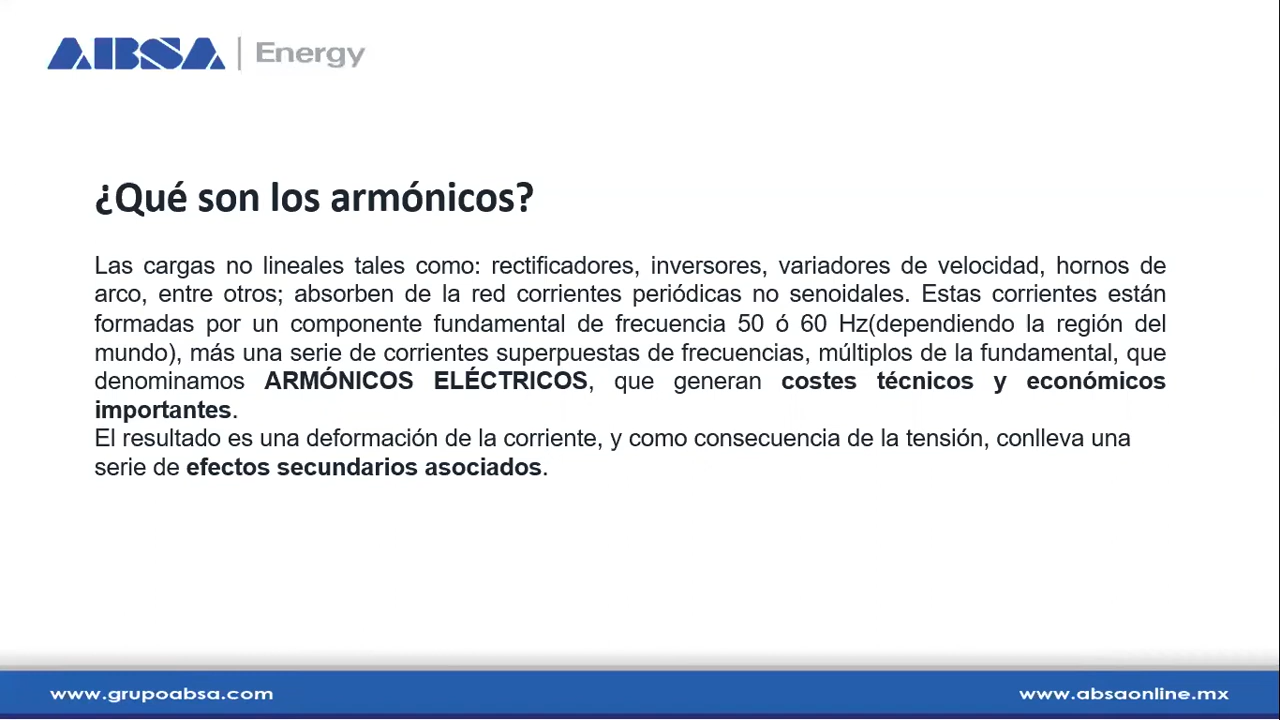 ABSA | Energy
¿Qué son los armónicos?
Las cargas no lineales tales como: rectificadores, inversores, variadores de velocidad, hornos de
arco, entre otros; absorben de la red corrientes periódicas no senoidales. Estas corrientes están
formadas por un componente fundamental de frecuencia 50 ó 60 Hz(dependiendo la región del
mundo), más una serie de corrientes superpuestas de frecuencias, múltiplos de la fundamental, que
denominamos ARMÓNICOS ELÉCTRICOS, que generan costes técnicos y económicos
importantes.
El resultado es una deformación de la corriente, y como consecuencia de la tensión, conlleva una
serie de efectos secundarios asociados.
www.grupoabsa.com
www.absaonline.mx